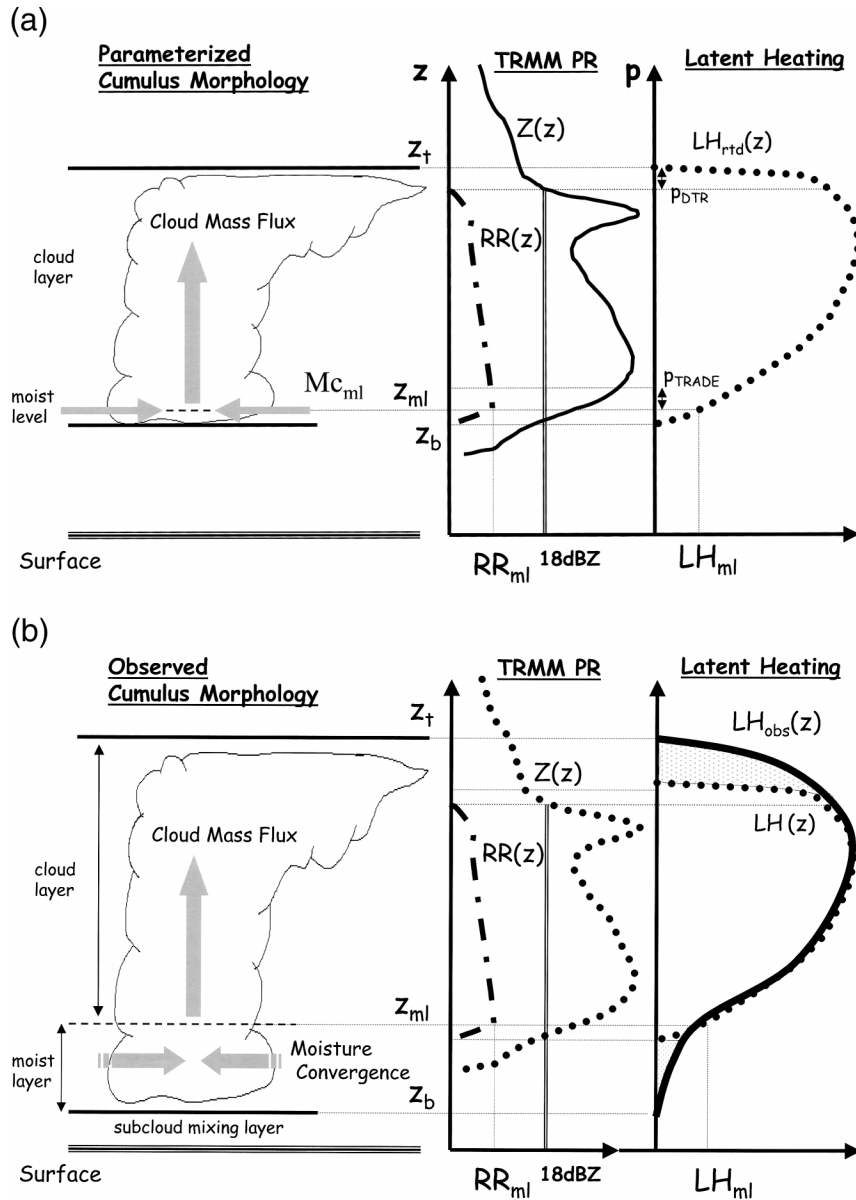 (a)
Parameterized
Cumulus Morphology
z
TRMM PR
p
Latent Heating
Z(z)
LHrtd(z)
zt
pDTR
Cloud Mass Flux
RR(z)
cloud
layer
pTRADE
moist
level
Mcml
zml
zb
Surface
RRml
18dBZ
LHml
(b)
Observed
Cumulus Morphology
TRMM PR
Latent Heating
zt
LHobs(z)
Z(z)
LH(z)
Cloud Mass Flux
RR(z)
cloud
layer
zml
moist
layer
Moisture
Convergence
zb
subcloud mixing layer
Surface
RRml
18dBZ
LHml